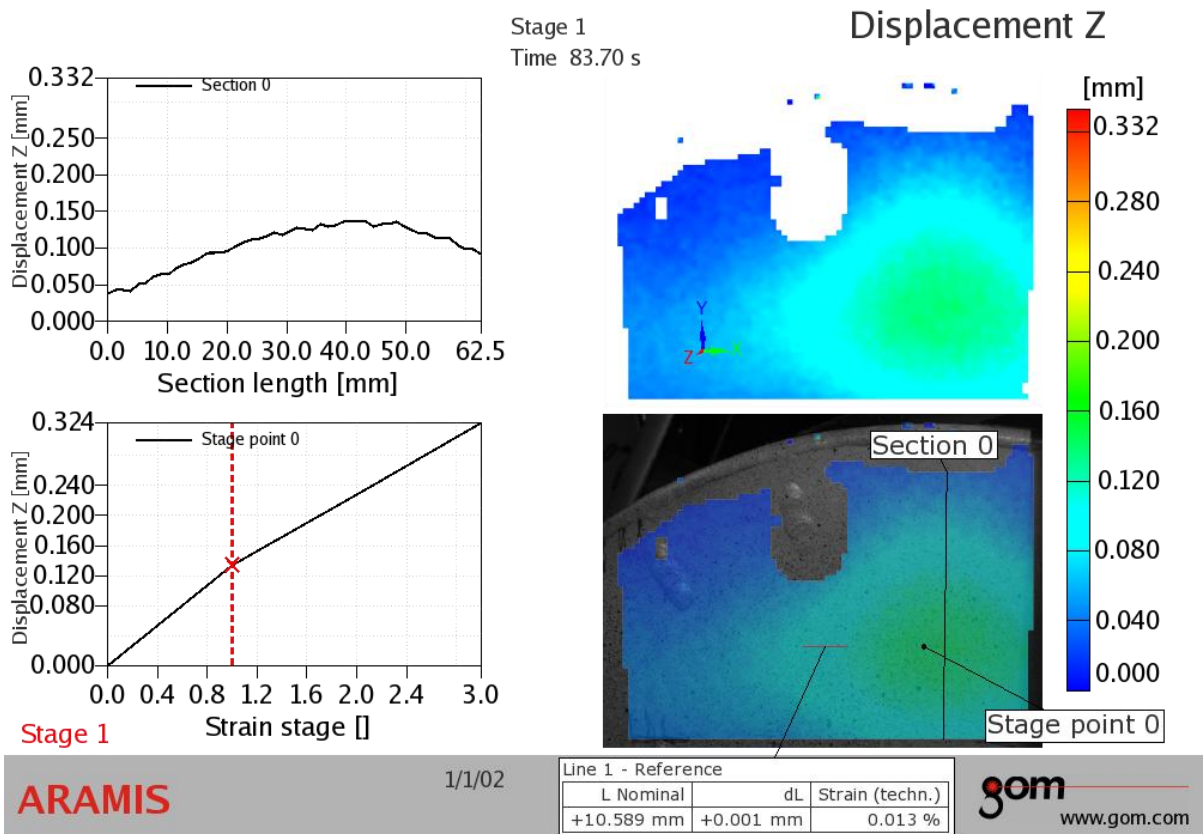 Stage 1
Time 83.70 s
Displacement Z
0.332
0.250
0.200
0.150
0.100
0.050
0.000
Displacement Z [mm]
Section 0
0.0 10.0 20.0 30.0 40.0 50.0 62.5
Section length [mm]
Y
Z X
[mm]
0.332
0.280
0.240
0.200
0.160
0.120
0.080
0.040
0.000
0.324
0.240
0.200
0.160
0.120
0.080
0.000
Displacement Z [mm]
Stage point 0
0.0 0.4 0.8 1.2 1.6 2.0 2.4 3.0
Strain stage []
Stage 1
Section 0
Stage point 0
ARAMIS
1/1/02
Line 1 - Reference
L Nominal dL Strain (techn.)
+10.589 mm +0.001 mm 0.013 %
gom
www.gom.com